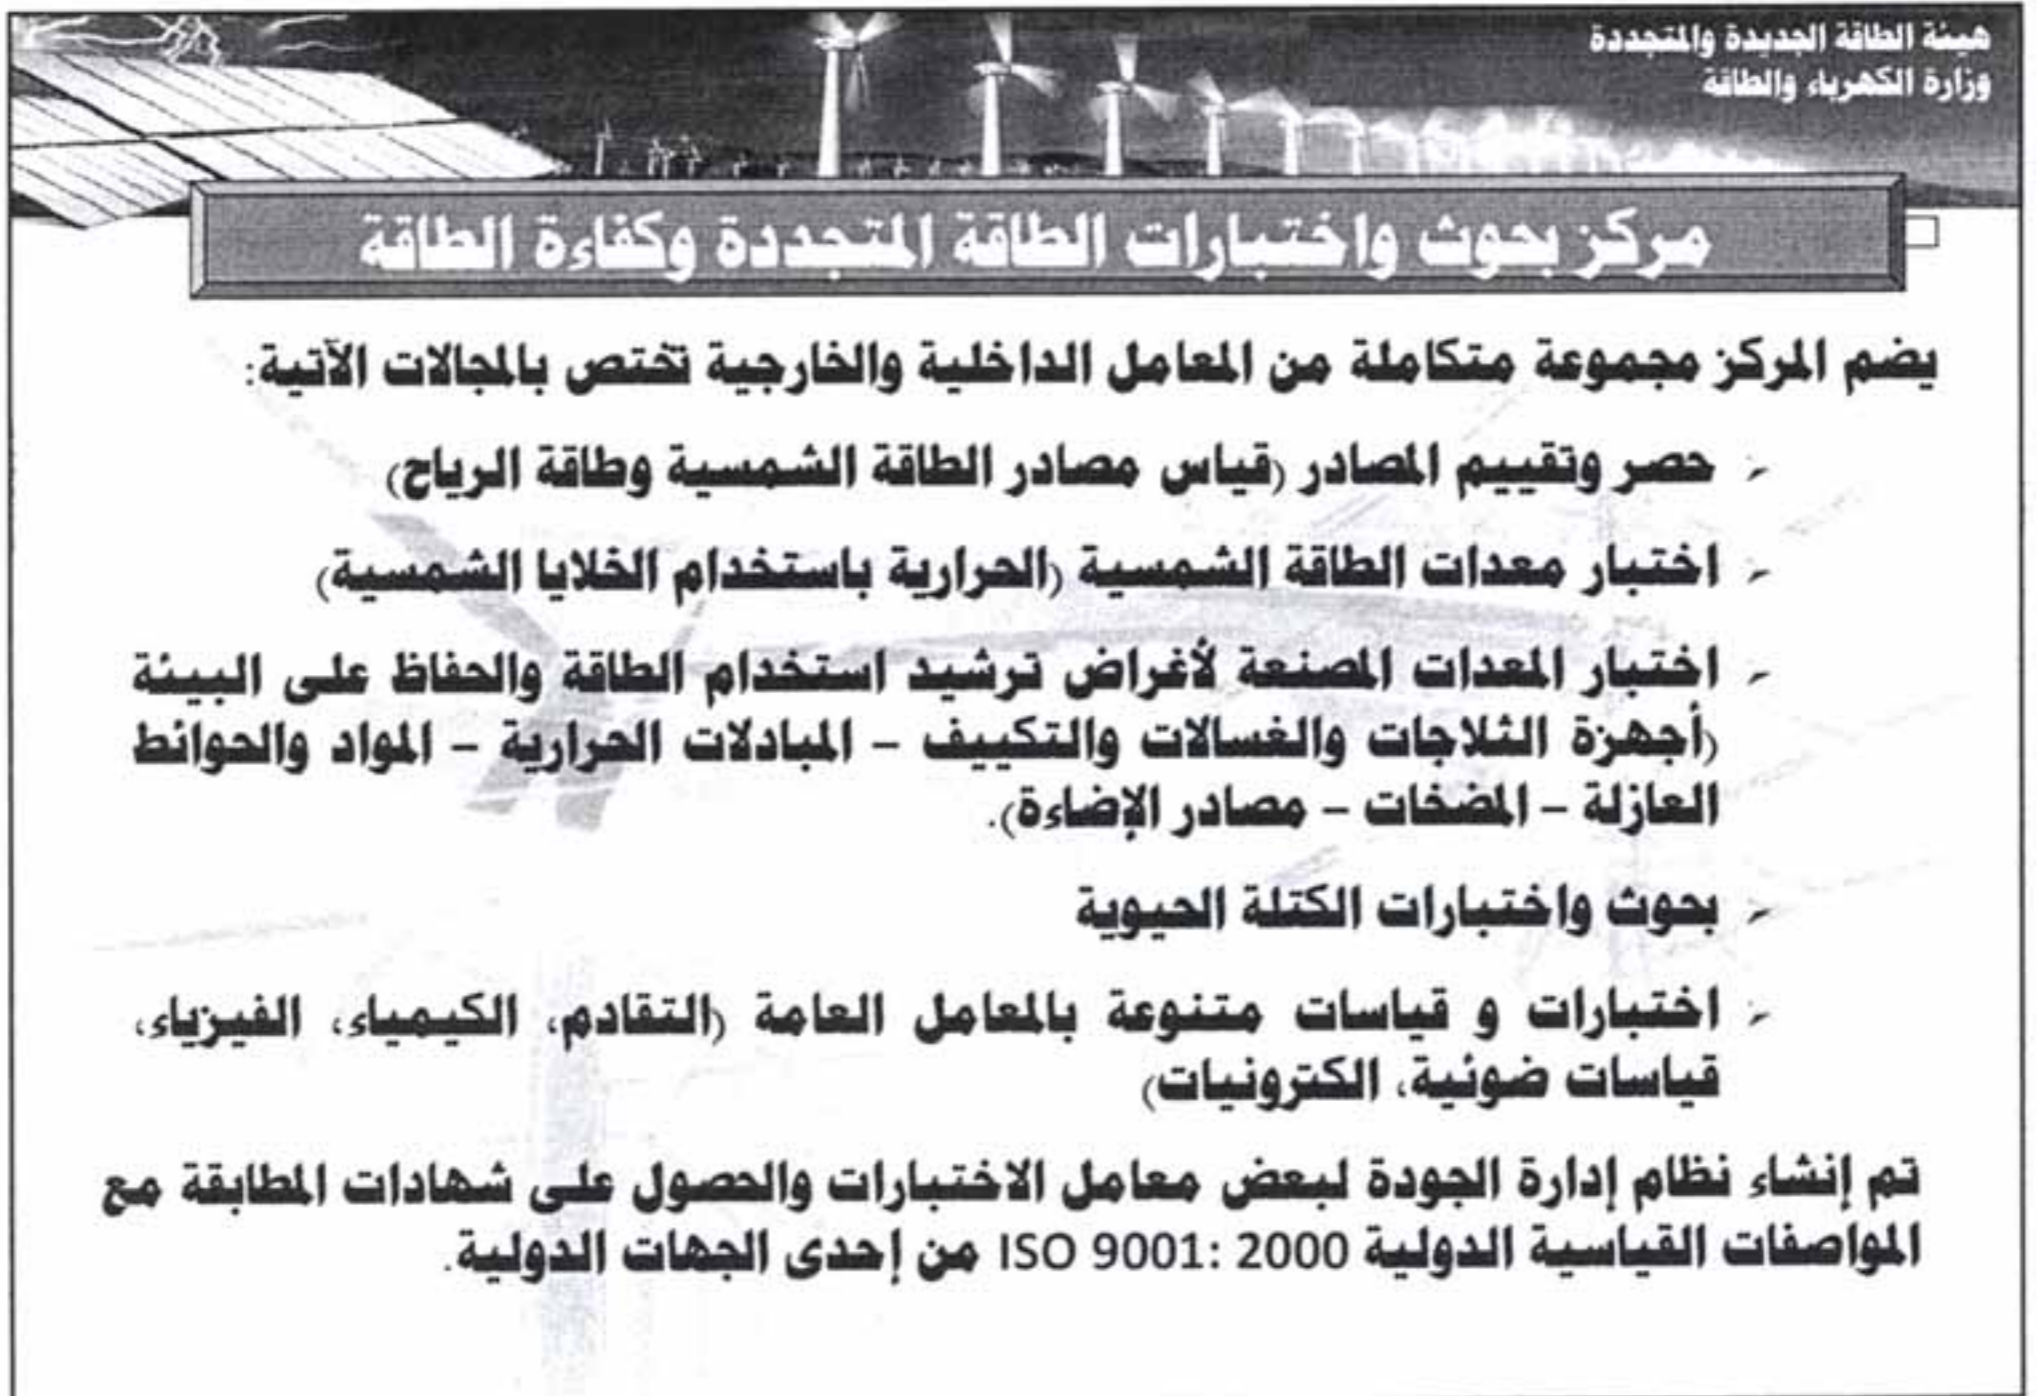 هيئة الطاقة الجديدة والمتجددة
وزارة الكهرباء والطاقة
مركز بحوث واختبارات الطاقة المتجددة وكفاءة الطاقة
يضم المركز مجموعة متكاملة من المعامل الداخلية والخارجية تختص بالمجالات الآتية:
حصر وتقييم المصادر (قياس مصادر الطاقة الشمسية وطاقة الرياح)
اختبار معدات الطاقة الشمسية (الحرارية باستخدام الخلايا الشمسية)
اختبار المعدات المصنعة لأغراض ترشيد استخدام الطاقة والحفاظ على البيئة
(أجهزة الثلاجات والغسالات والتكييف – المبادلات الحرارية – المواد والحوائط
العازلة – المضخات – مصادر الإضاءة).
بحوث واختبارات الكتلة الحيوية
اختبارات و قياسات متنوعة بالمعامل العامة (التقادم، الكيمياء، الفيزياء،
قياسات ضوئية، الكترونيات)
تم إنشاء نظام إدارة الجودة لبعض معامل الاختبارات والحصول على شهادات المطابقة مع
المواصفات القياسية الدولية ISO 9001: 2000 من إحدى الجهات الدولية.